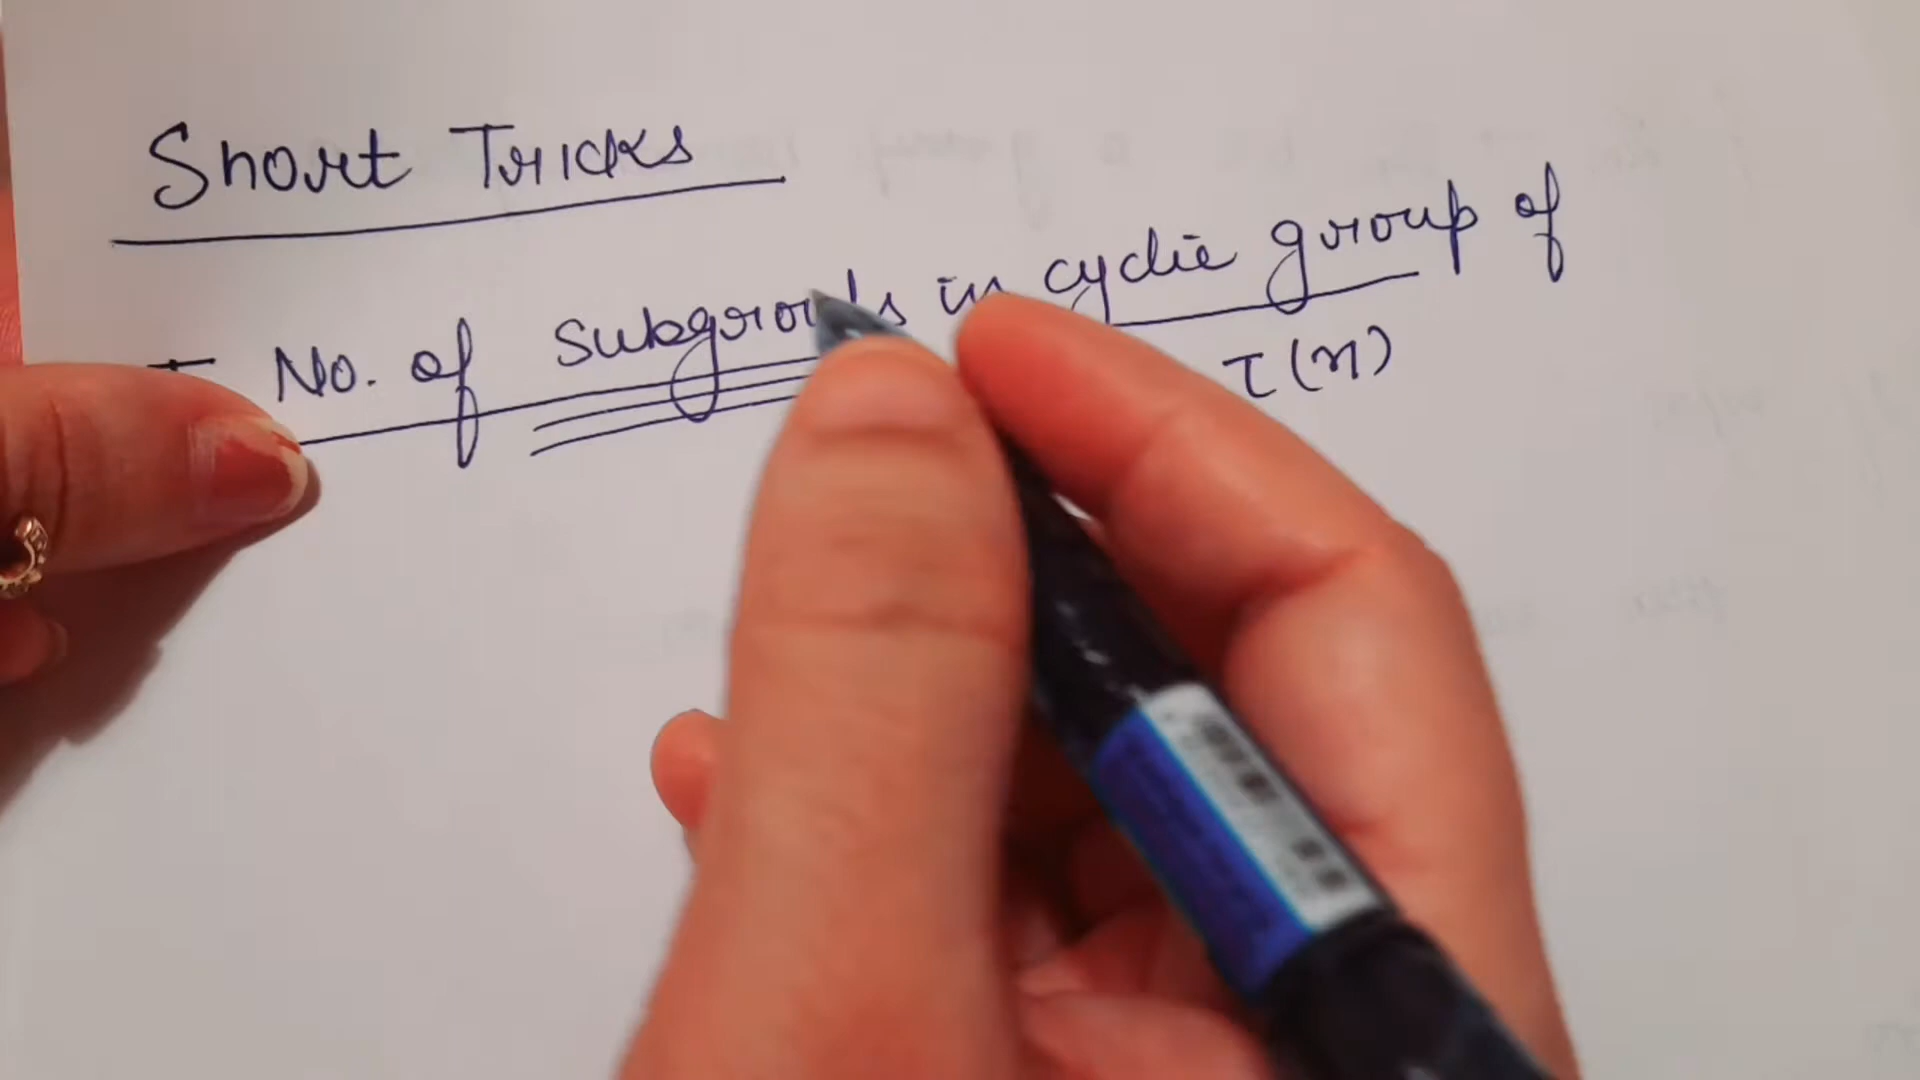 Short Tricks
No. of subgroups in cyclic group of
τ(n)